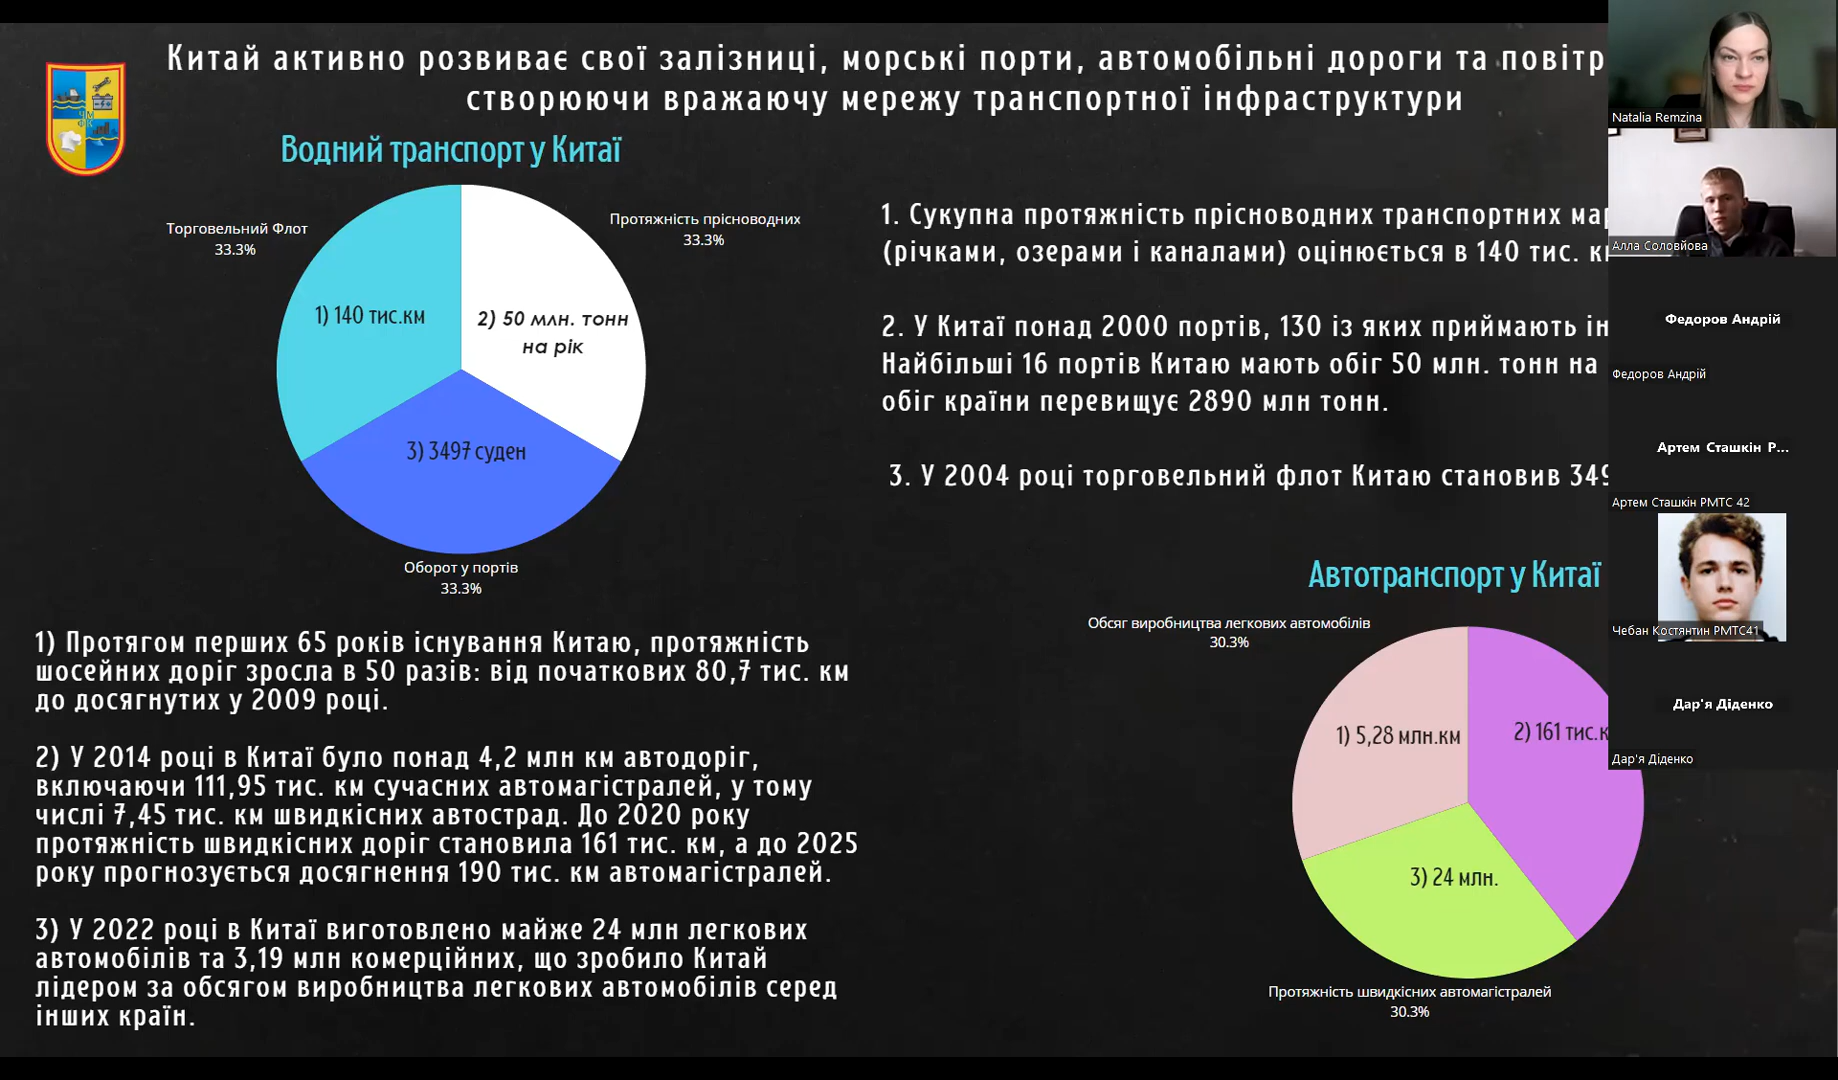 Китай активно розвиває свої залізниці, морські порти, автомобільні дороги та повітр
створюючи вражаючу мережу транспортної інфраструктури
Водний транспорт у Китаї
Торговельний Флот
33.3%
Протяжність прісноводних
33.3%
1) 140 тис.км
2) 50 млн. тонн
на рік
3) 3497 суден
Оборот у портів
33.3%
1. Сукупна протяжність прісноводних транспортних мар
(річками, озерами і каналами) оцінюється в 140 тис. к
2. У Китаї понад 2000 портів, 130 із яких приймають ін
Найбільші 16 портів Китаю мають обіг 50 млн. тонн на
обіг країни перевищує 2890 млн тонн.
3. У 2004 році торговельний флот Китаю становив 349
1) Протягом перших 65 років існування Китаю, протяжність
шосейних доріг зросла в 50 разів: від початкових 80,7 тис. км
до досягнутих у 2009 році.
2) У 2014 році в Китаї було понад 4,2 млн км автодоріг,
включаючи 111,95 тис. км сучасних автомагістралей, у тому
числі 7,45 тис. км швидкісних автострад. До 2020 року
протяжність швидкісних доріг становила 161 тис. км, а до 2025
року прогнозується досягнення 190 тис. км автомагістралей.
3) У 2022 році в Китаї виготовлено майже 24 млн легкових
автомобілів та 3,19 млн комерційних, що зробило Китай
лідером за обсягом виробництва легкових автомобілів серед
інших країн.
Автотранспорт у Китаї
Обсяг виробництва легкових автомобілів
30.3%
1) 5,28 млн.км
2) 161 тис.к
3) 24 млн.
Протяжність швидкісних автомагістралей
30.3%
Natalia Remzina
Алла Соловйова
Федоров Андрій
Федоров Андрій
Артем Сташкін Р...
Артем Сташкін РМТС 42
Чебан Костянтин РМТС41
Дар'я Діденко
Дар'я Діденко